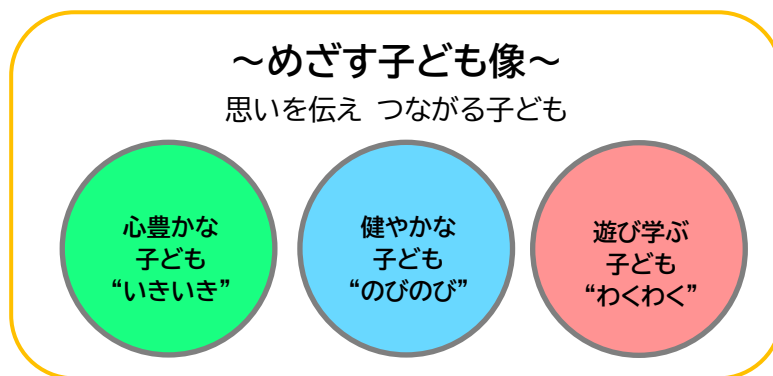 ～めざす子ども像～
思いを伝え つながる子ども
心豊かな
子ども
“いきいき”
健やかな
子ども
“のびのび”
遊び学ぶ
子ども
“わくわく”